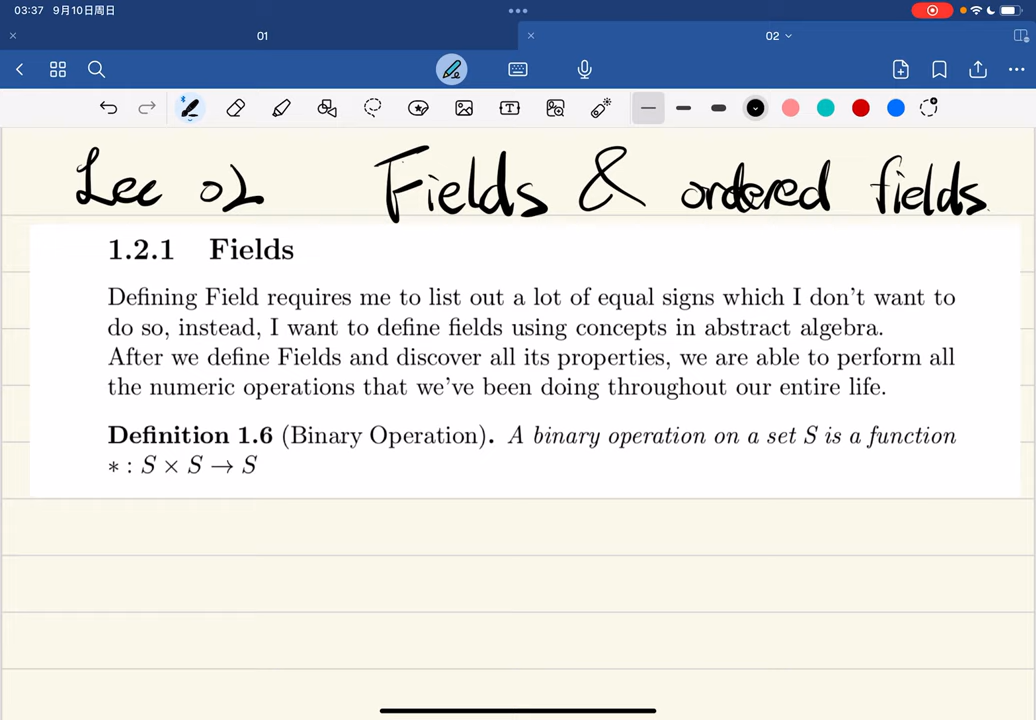 03:37 9月10日周日
01
02
Lec 02 Fields & ordered fields
1.2.1 Fields
Defining Field requires me to list out a lot of equal signs which I don't want to
do so, instead, I want to define fields using concepts in abstract algebra.
After we define Fields and discover all its properties, we are able to perform all
the numeric operations that we've been doing throughout our entire life.
Definition 1.6 (Binary Operation). A binary operation on a set S is a function
∗ : S × S → S